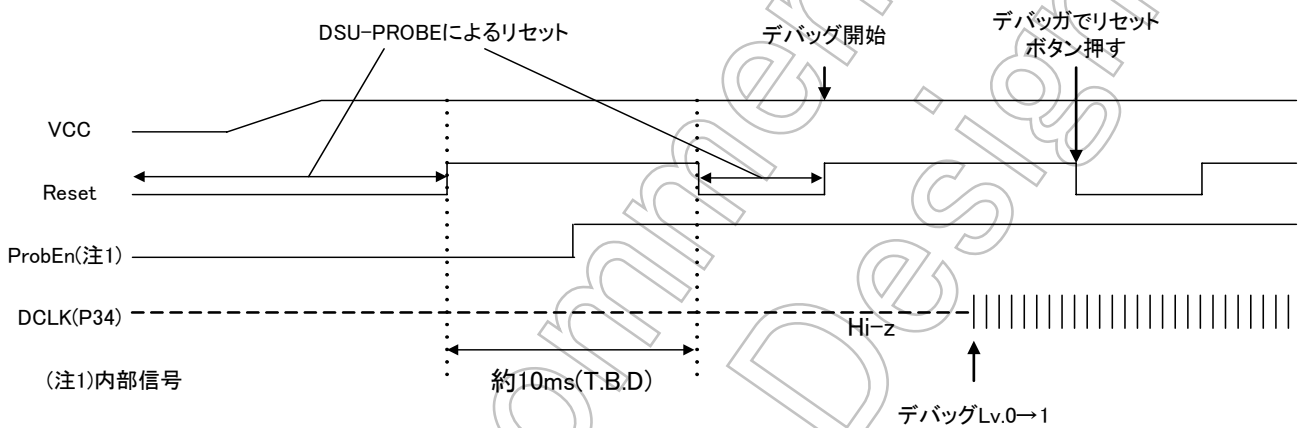 DSU-PROBEによるリセット
デバッグ開始
デバッガでリセット
ボタン押す
VCC
Reset
ProbEn(注1)
DCLK(P34)
Hi-z
(注1)内部信号
約10ms(T.B.D)
デバッグLv.0→1